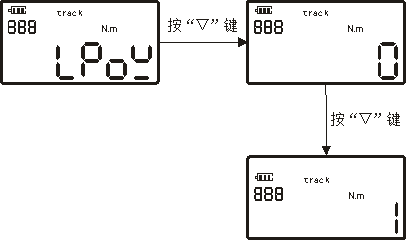 track
888 N.m
LPoy
按“▽”键
track
888 N.m
0
按“▽”键
track
888 N.m
1